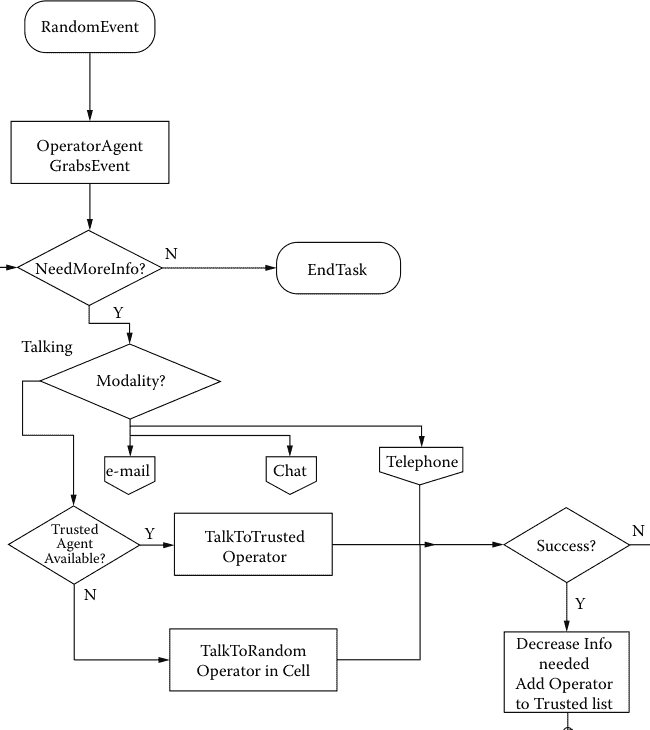 RandomEvent
OperatorAgent
GrabsEvent
NeedMoreInfo?
N
EndTask
Y
Talking
Modality?
e-mail
Chat
Telephone
Trusted
Agent
Available?
Y
TalkToTrusted
Operator
Success?
N
N
Y
TalkToRandom
Operator in Cell
Decrease Info
needed
Add Operator
to Trusted list